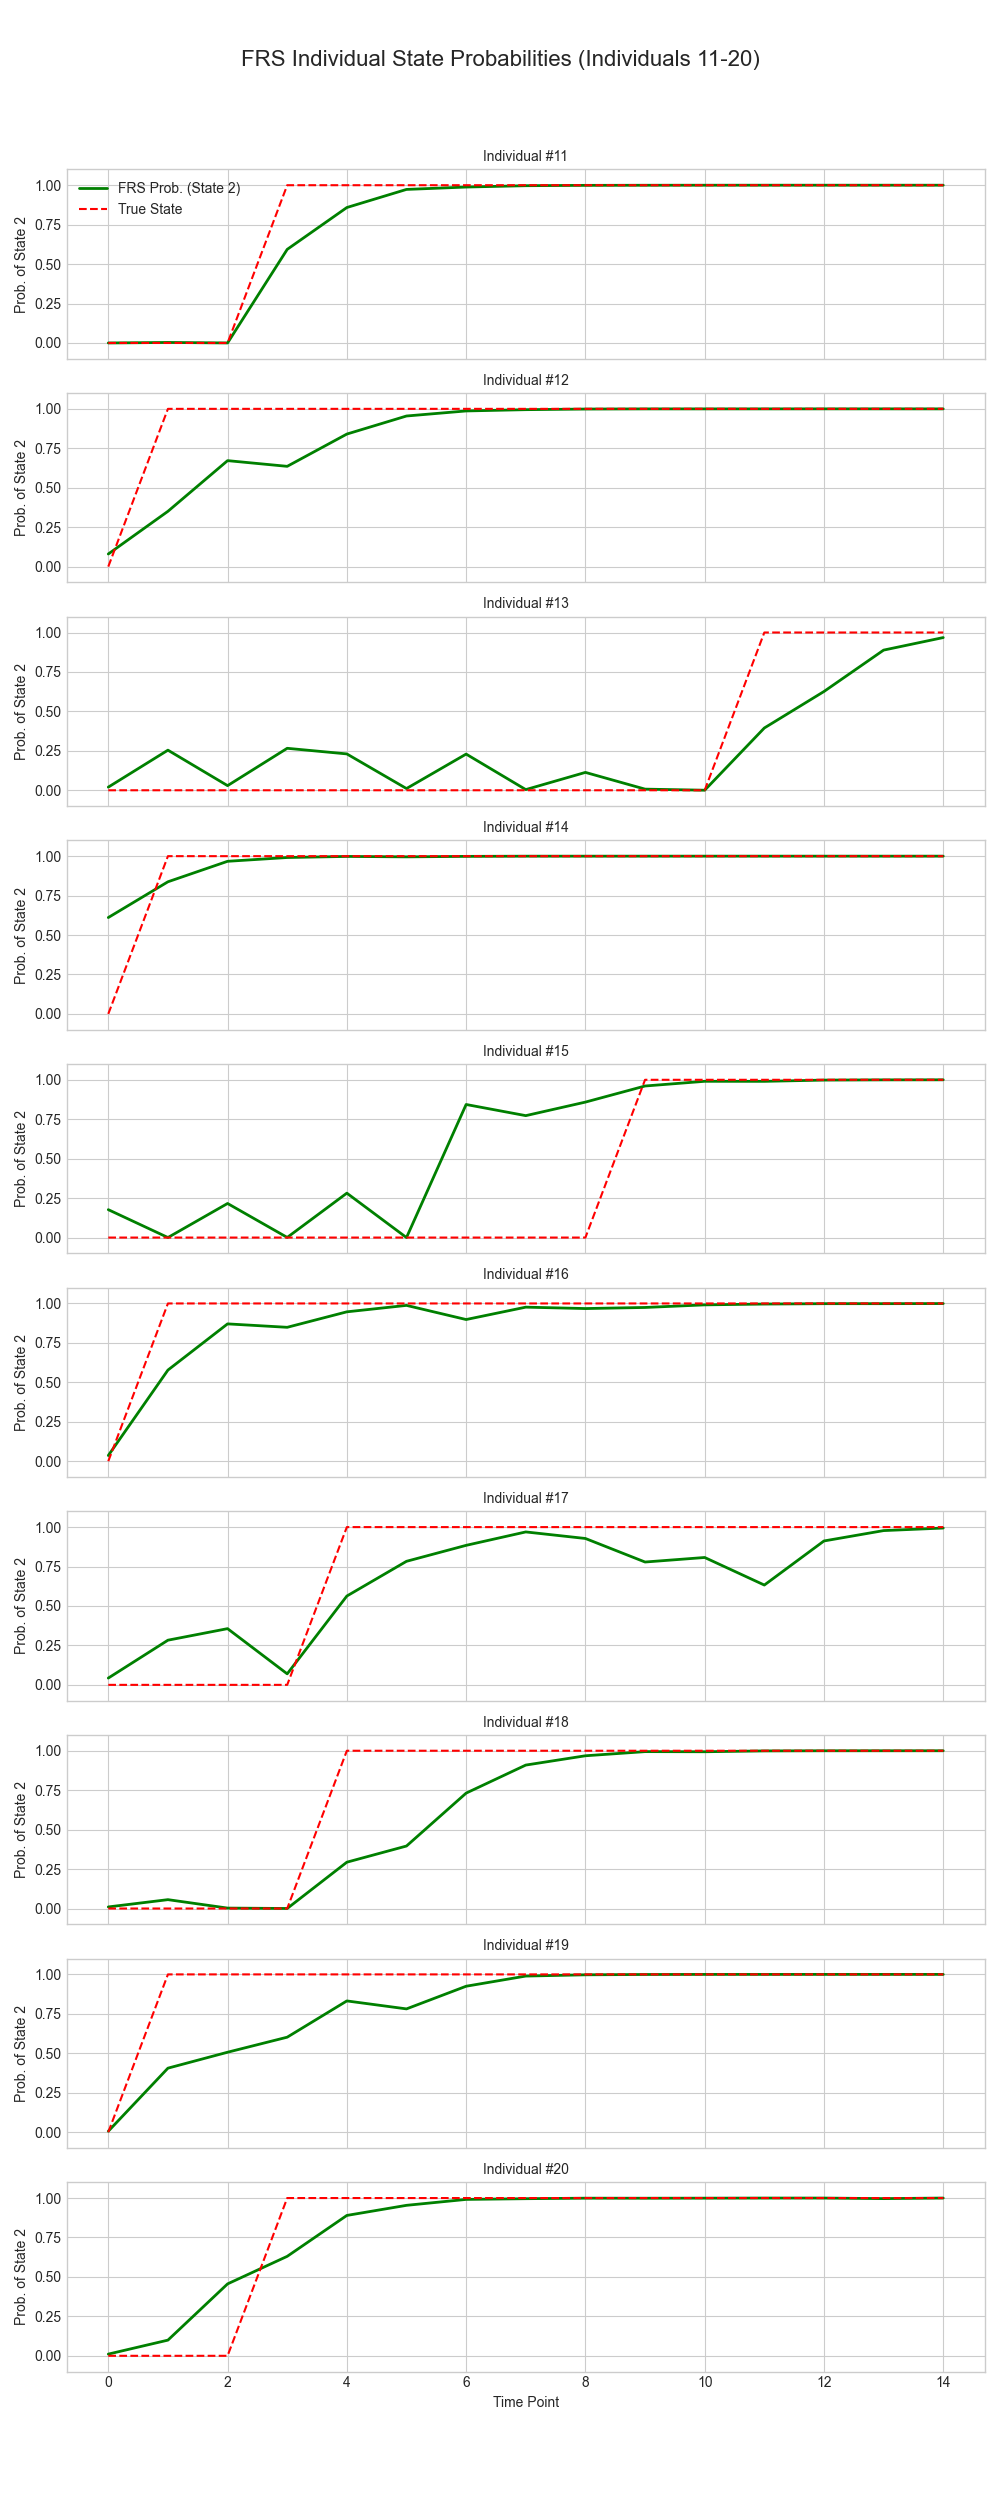 FRS Individual State Probabilities (Individuals 11-20)
Individual #11
FRS Prob. (State 2)
True State
Prob. of State 2
1.00
0.75
0.50
0.25
0.00
Individual #12
Prob. of State 2
1.00
0.75
0.50
0.25
0.00
Individual #13
Prob. of State 2
1.00
0.75
0.50
0.25
0.00
Individual #14
Prob. of State 2
1.00
0.75
0.50
0.25
0.00
Individual #15
Prob. of State 2
1.00
0.75
0.50
0.25
0.00
Individual #16
Prob. of State 2
1.00
0.75
0.50
0.25
0.00
Individual #17
Prob. of State 2
1.00
0.75
0.50
0.25
0.00
Individual #18
Prob. of State 2
1.00
0.75
0.50
0.25
0.00
Individual #19
Prob. of State 2
1.00
0.75
0.50
0.25
0.00
Individual #20
Prob. of State 2
1.00
0.75
0.50
0.25
0.00
0 2 4 6 8 10 12 14
Time Point